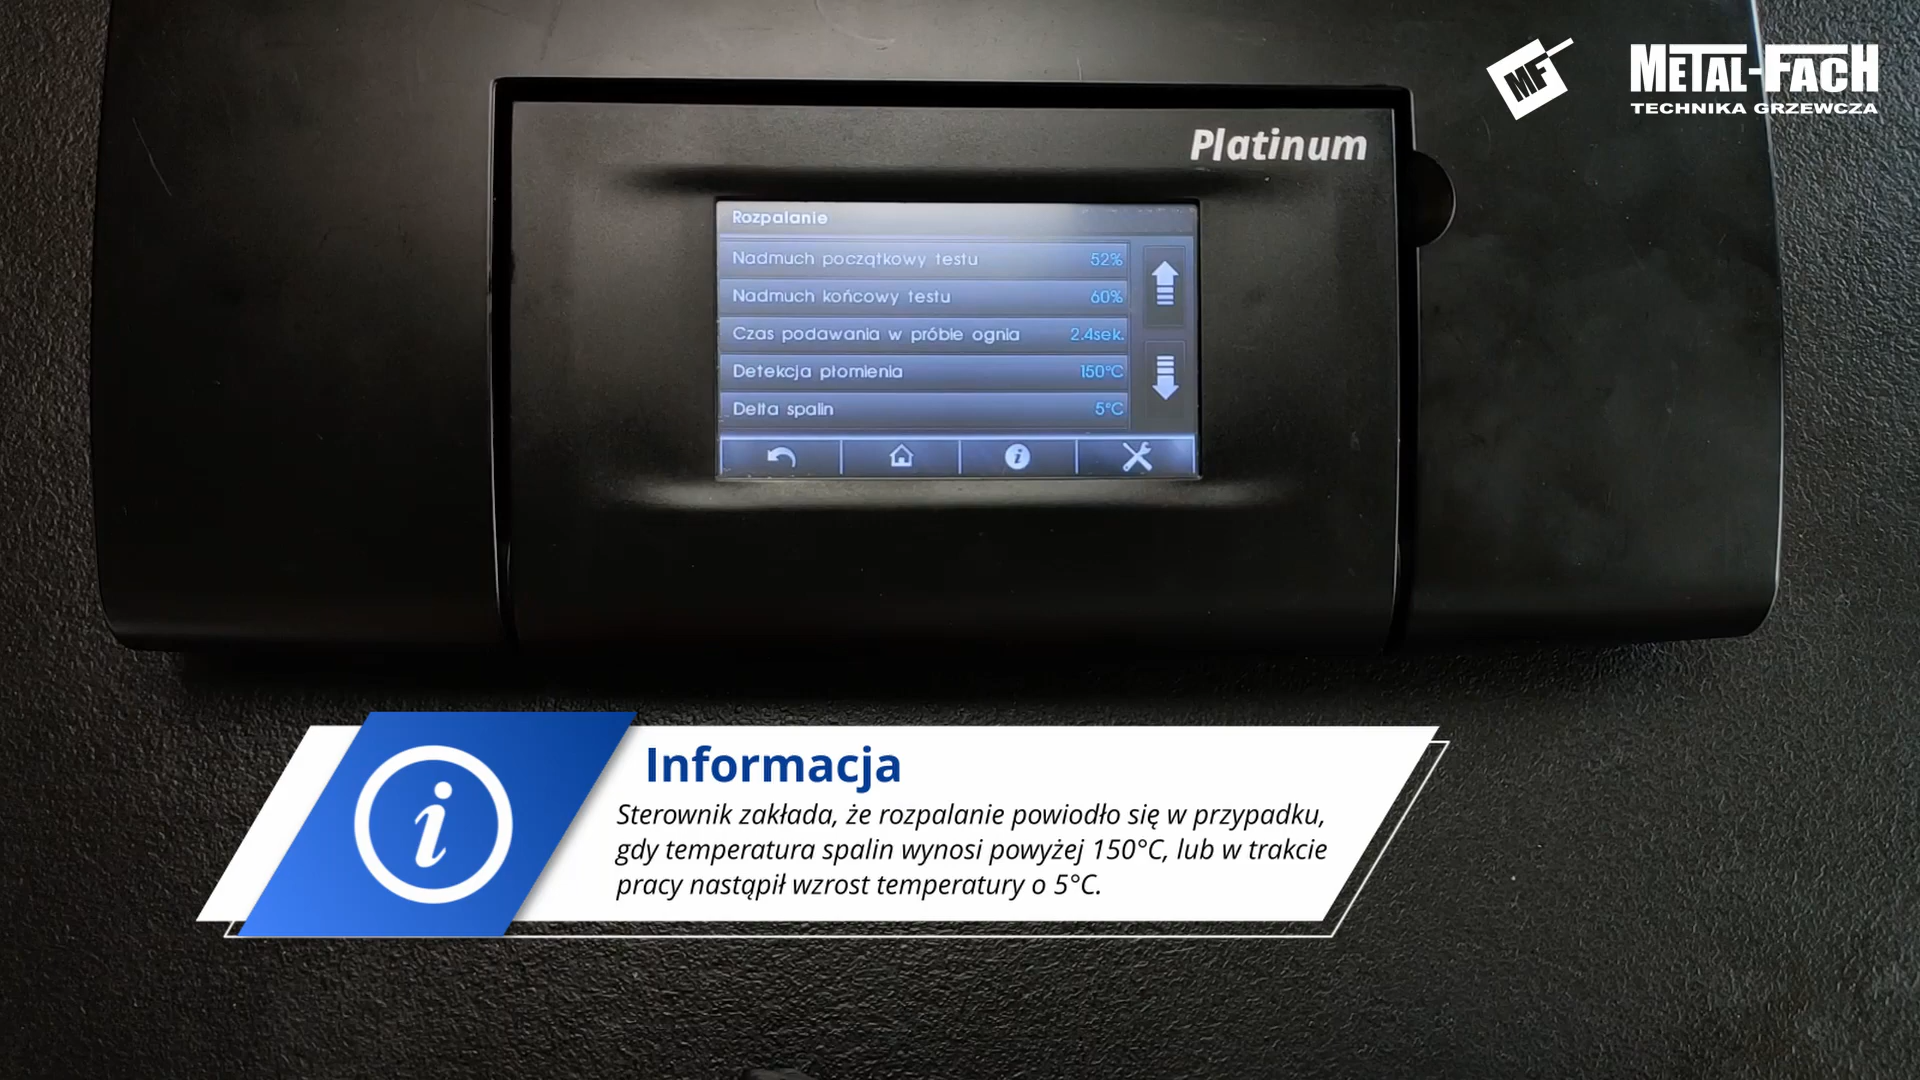 MF
METAL-FACH
TECHNIKA GRZEWCZA
Platinum
Rozpalanie
Nadmuch początkowy testu 52%
Nadmuch końcowy testu 60%
Czas podawania w próbie ognia 2.4sek.
Detekcja płomienia 150°C
Delta spalin 5°C
Informacja
Sterownik zakłada, że rozpalanie powiodło się w przypadku,
gdy temperatura spalin wynosi powyżej 150°C, lub w trakcie
pracy nastąpił wzrost temperatury o 5°C.